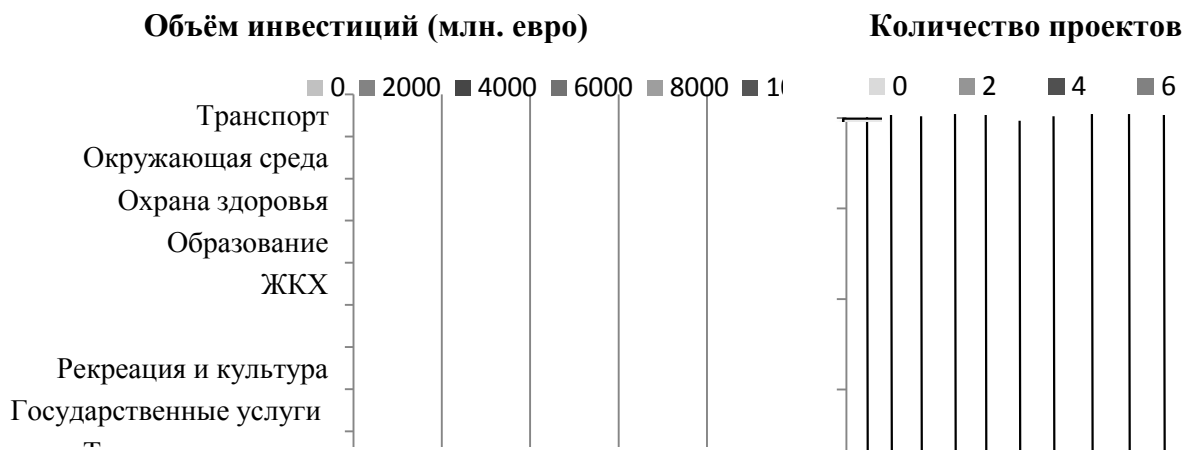 Объём инвестиций (млн. евро)
Количество проектов
0 2000 4000 6000 8000
0 2 4 6
Транспорт
Окружающая среда
Охрана здоровья
Образование
ЖКХ
Рекреация и культура
Государственные услуги